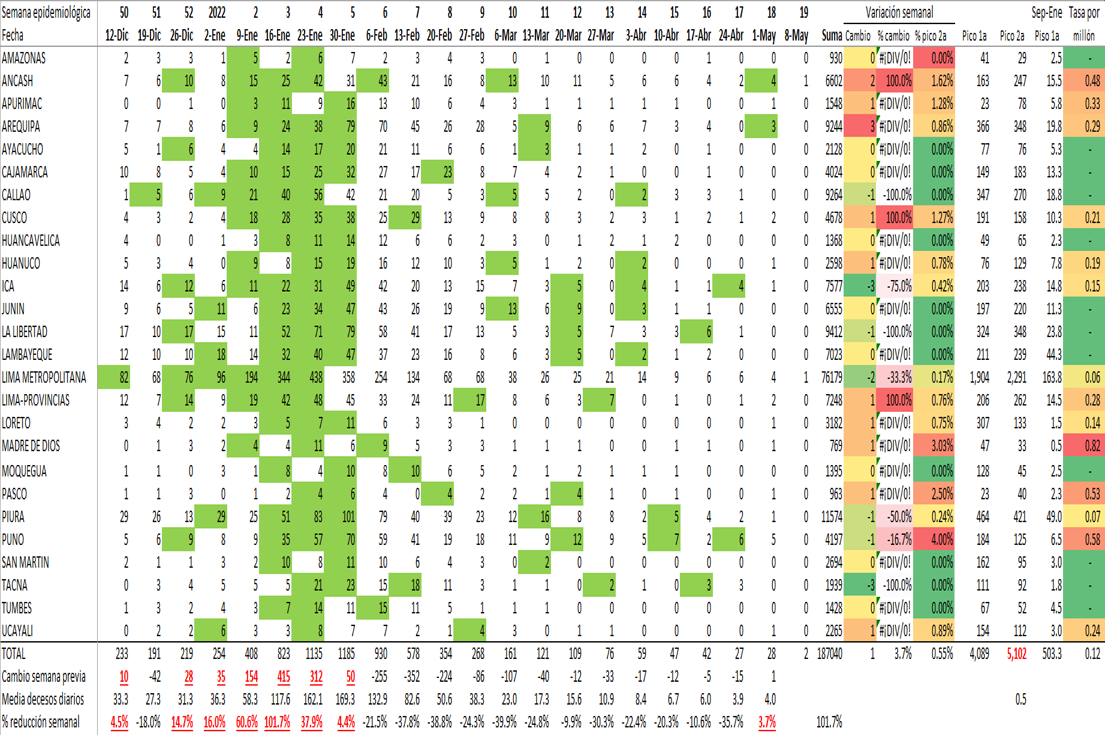 Semana epidemiológica 50 51 52 2022 2 3 4 5 6 7 8 9 10 11 12 13 14 15 16 17 18 19 Variación semanal Sep-Ene Tasa por
Fecha 12-Dic 19-Dic 26-Dic 2-Ene 9-Ene 16-Ene 23-Ene 30-Ene 6-Feb 13-Feb 20-Feb 27-Feb 6-Mar 13-Mar 20-Mar 27-Mar 3-Abr 10-Abr 17-Abr 24-Abr 1-May 8-May Suma Cambio % cambio % pico 2a Pico 1a Pico 2a Piso 1a millón
AMAZONAS 2 3 3 1 5 2 6 7 2 3 4 3 0 1 0 0 0 0 0 0 0 930 0 #¡DIV/0! 0.00% 41 29 2.5 -
ANCASH 7 6 10 8 15 25 42 31 43 21 16 8 13 10 11 5 6 6 4 2 4 1 6602 2 100.0% 1.62% 163 247 15.5 0.48
APURIMAC 0 0 1 0 3 11 9 16 13 10 6 4 3 1 1 1 1 1 0 0 1 1548 1 #¡DIV/0! 1.28% 23 78 5.8 0.33
AREQUIPA 7 7 8 6 9 24 38 79 70 45 26 28 5 9 6 6 7 3 4 0 3 9244 3 #¡DIV/0! 0.86% 366 348 19.8 0.29
AYACUCHO 5 1 6 4 4 14 17 20 21 11 6 6 1 3 1 1 2 0 1 0 0 2128 0 #¡DIV/0! 0.00% 77 76 5.3 -
CAJAMARCA 10 8 5 4 10 15 25 32 27 17 23 8 7 4 2 1 1 0 1 0 0 4024 0 #¡DIV/0! 0.00% 149 183 13.3 -
CALLAO 1 5 6 9 21 40 56 42 21 20 5 3 5 5 2 0 2 3 3 1 0 9264 -1 -100.0% 0.00% 347 270 18.8 -
CUSCO 4 3 2 4 18 28 35 38 25 29 13 9 8 8 3 2 3 1 2 1 2 4678 1 100.0% 1.27% 191 158 10.3 0.21
HUANCAVELICA 4 0 0 1 3 8 11 14 12 6 6 2 3 0 1 2 1 2 0 0 0 1368 0 #¡DIV/0! 0.00% 49 65 2.3 -
HUANUCO 5 3 4 0 9 8 15 19 16 12 10 3 5 1 2 0 2 0 0 0 1 2598 1 #¡DIV/0! 0.78% 76 129 7.8 0.19
ICA 14 6 12 6 11 22 31 49 42 20 13 15 7 3 5 0 5 0 2 4 1 7577 -3 -75.0% 0.42% 203 238 14.8 0.15
JUNIN 9 6 5 11 6 23 34 47 43 26 19 9 13 6 9 4 3 1 1 0 0 6555 0 #¡DIV/0! 0.00% 197 220 11.3 -
LA LIBERTAD 17 10 17 15 11 52 71 79 58 41 17 13 5 3 5 7 3 3 6 1 0 9412 -1 -100.0% 0.00% 324 348 23.8 -
LAMBAYEQUE 12 10 10 18 14 32 40 47 37 23 16 8 6 3 5 0 2 1 2 0 0 7023 0 #¡DIV/0! 0.00% 211 239 44.3 -
LIMA METROPOLITANA 82 68 76 96 194 344 438 358 254 134 68 68 38 26 25 21 14 9 6 6 4 1 76179 -2 -33.3% 0.17% 1,904 2,291 163.8 0.06
LIMA-PROVINCIAS 12 7 14 9 19 42 48 45 33 24 11 17 8 6 3 7 5 0 1 1 2 7248 1 100.0% 0.76% 206 262 14.5 0.28
LORETO 3 4 2 2 3 5 7 11 6 3 3 1 0 0 0 0 0 1 1 0 1 3182 1 #¡DIV/0! 0.75% 307 133 1.5 0.14
MADRE DE DIOS 0 1 3 2 4 4 11 6 9 5 3 3 1 1 1 0 0 0 0 0 1 769 1 #¡DIV/0! 3.03% 47 33 0.5 0.82
MOQUEGUA 1 1 0 3 1 8 4 10 8 10 6 5 2 1 2 1 1 1 0 0 0 1395 0 #¡DIV/0! 0.00% 128 45 2.5 -
PASCO 1 1 3 0 1 2 4 6 4 0 4 2 2 1 4 0 0 1 0 0 1 963 1 #¡DIV/0! 2.50% 23 40 2.3 0.53
PIURA 29 26 13 29 25 51 83 101 79 40 39 23 12 16 8 8 2 5 4 2 1 11574 -1 -50.0% 0.24% 464 421 49.0 0.07
PUNO 5 6 9 8 9 35 57 70 59 41 19 18 11 9 12 9 2 7 2 6 5 4197 -1 -16.7% 4.00% 184 125 6.5 0.58
SAN MARTIN 2 1 1 3 2 10 8 11 10 6 4 3 0 2 0 0 0 0 0 0 0 2694 0 #¡DIV/0! 0.00% 162 95 3.0 -
TACNA 0 3 4 5 5 21 23 15 18 11 3 1 1 0 2 1 0 3 0 1939 -3 -100.0% 0.00% 111 92 1.8 -
TUMBES 1 3 2 4 3 7 14 11 15 11 5 1 1 1 0 0 0 0 0 0 0 1428 0 #¡DIV/0! 0.00% 67 52 4.5 -
UCAYALI 0 2 2 6 3 3 8 7 7 2 1 4 3 0 1 1 0 0 0 0 1 2265 1 #¡DIV/0! 0.89% 154 112 3.0 0.24
TOTAL 233 191 219 254 408 823 1135 1185 930 578 354 268 161 121 109 76 59 47 42 27 28 2 187040 1 3.7% 0.55% 4,089 5,102 503.3 0.12
Cambio semana previa 10 -42 28 35 154 415 312 50 -255 -352 -224 -86 -107 -40 -12 -33 -17 -12 -5 -15 1
Media decesos diarios 33.3 27.3 31.3 36.3 58.3 117.6 162.1 169.3 132.9 82.6 50.6 38.3 23.0 17.3 15.6 10.9 8.4 6.7 6.0 3.9 4.0 0.5
% reducción semanal 4.5% -18.0% 14.7% 16.0% 60.6% 101.7% 37.9% 4.4% -21.5% -37.8% -38.8% -24.3% -39.9% -24.8% -9.9% -30.3% -22.4% -20.3% -10.6% -35.7% 3.7% 101.7%